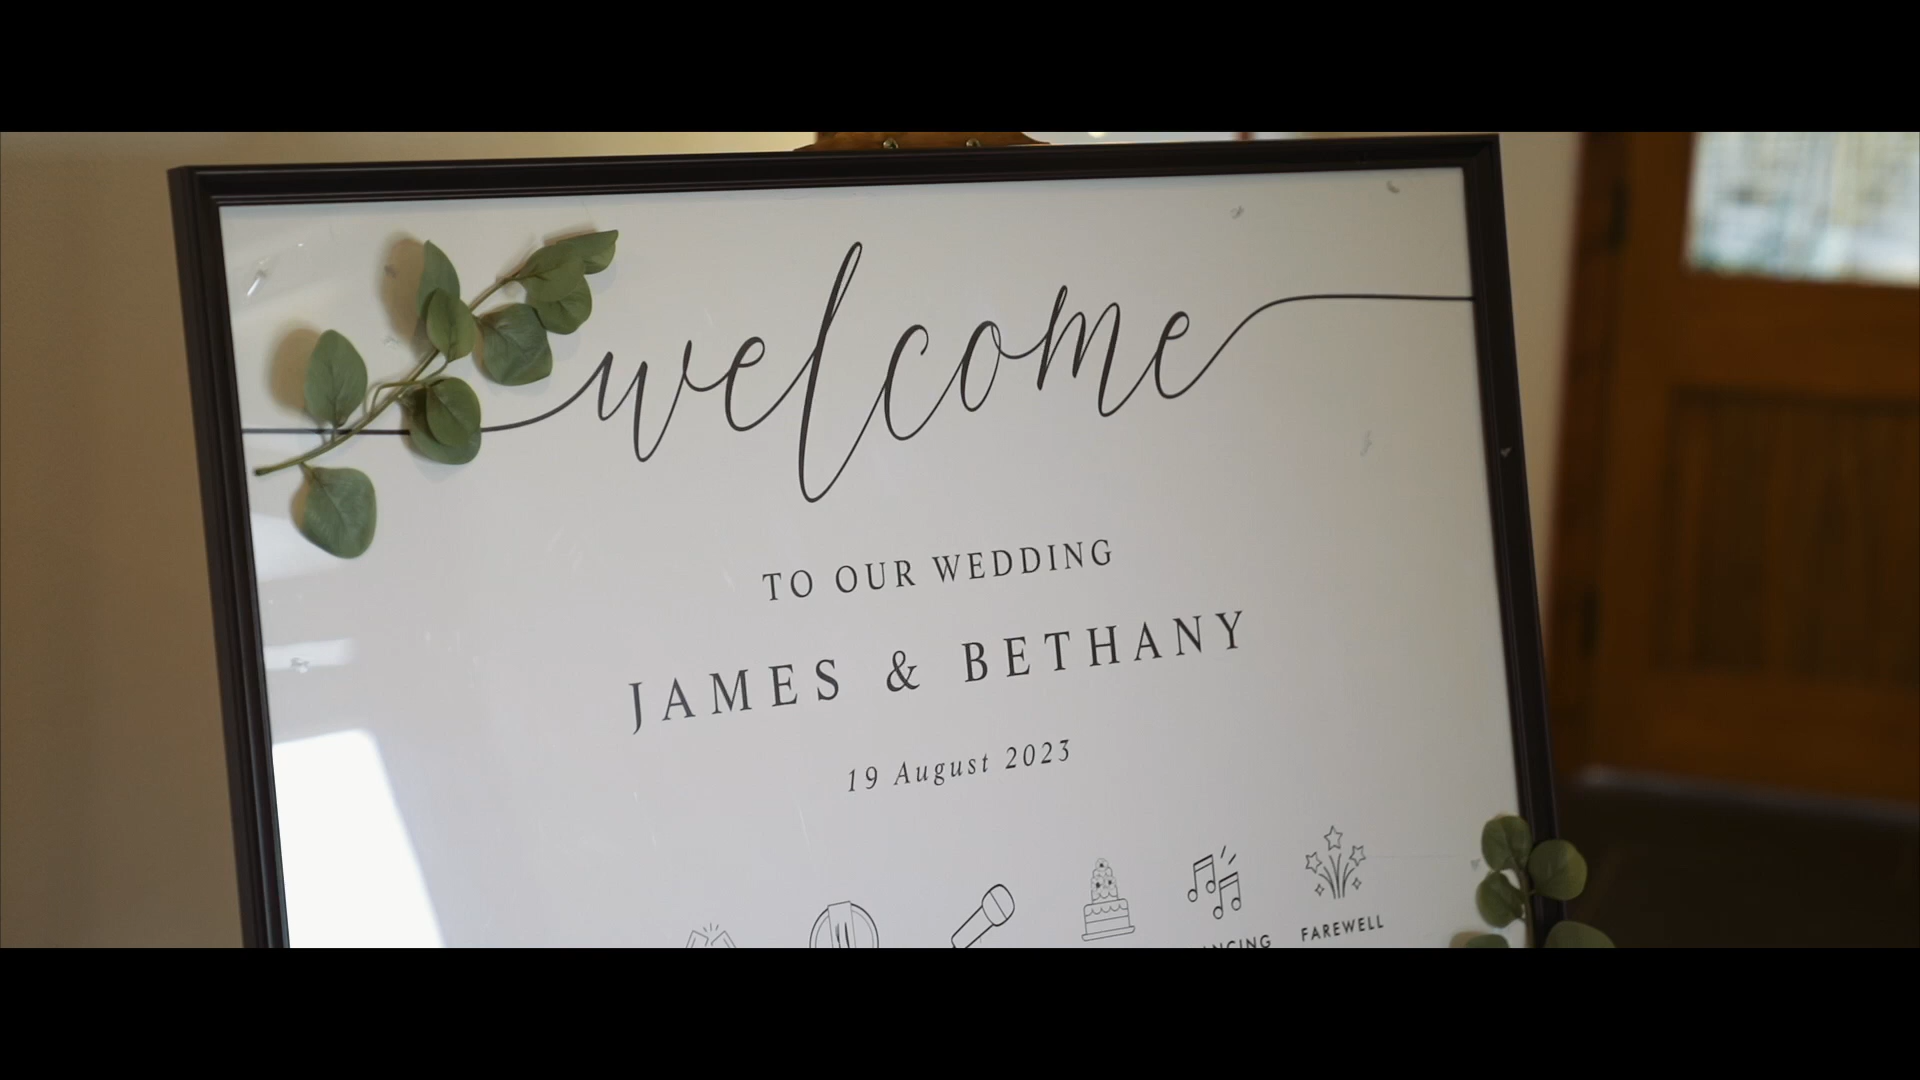 welcome
TO OUR WEDDING
JAMES & BETHANY
19 August 2023
FAREWELL